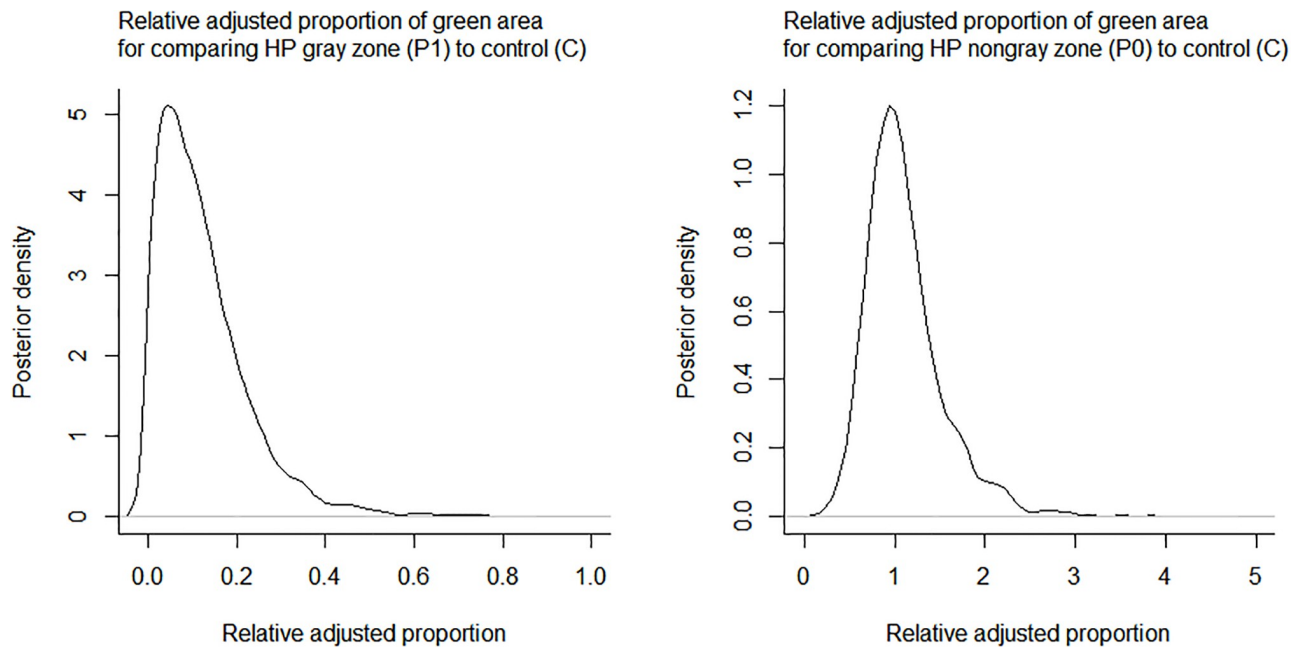 Relative adjusted proportion of green area
for comparing HP gray zone (P1) to control (C)
5
4
3
2
1
0
Posterior density
0.0 0.2 0.4 0.6 0.8 1.0
Relative adjusted proportion
Relative adjusted proportion of green area
for comparing HP nongray zone (P0) to control (C)
1.2
1.0
0.8
0.6
0.4
0.2
0.0
Posterior density
0 1 2 3 4 5
Relative adjusted proportion